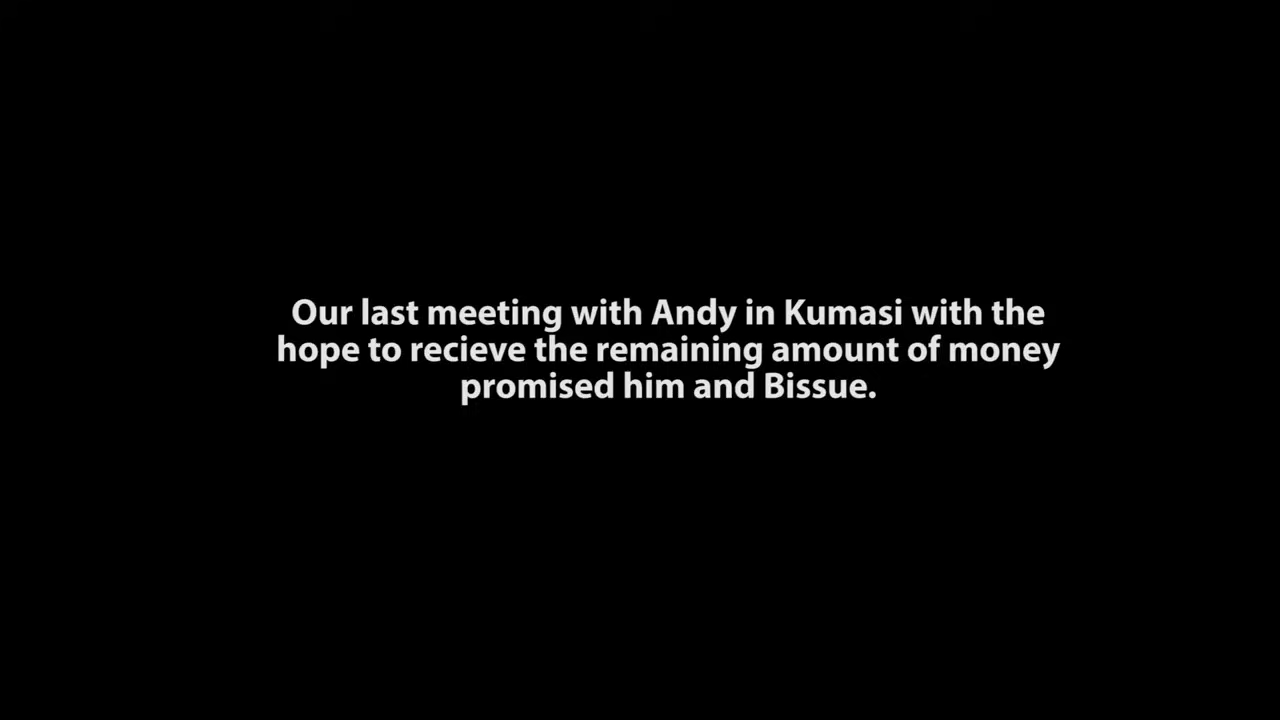 Our last meeting with Andy in Kumasi with the
hope to recieve the remaining amount of money
promised him and Bissue.